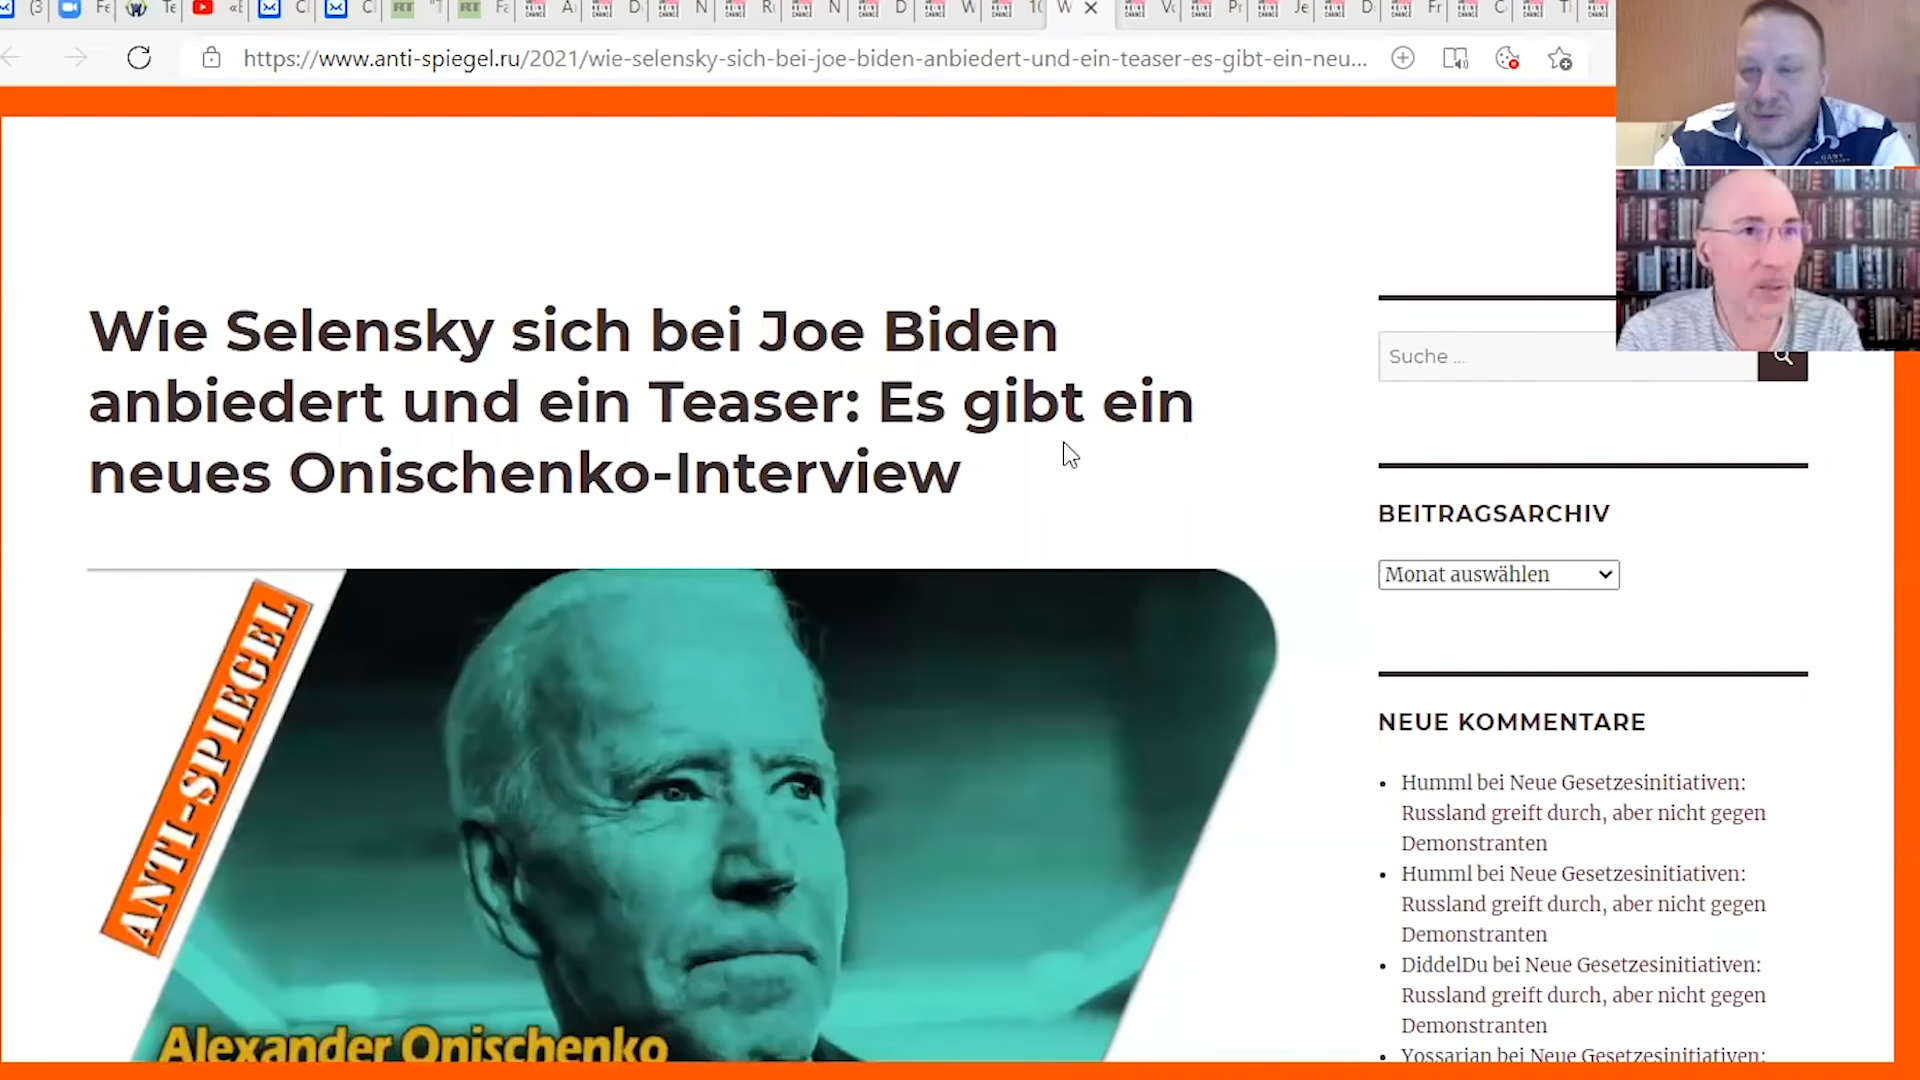 https://www.anti-spiegel.ru/2021/wie-selensky-sich-bei-joe-biden-anbiedert-und-ein-teaser-es-gibt-ein-neu...
Wie Selensky sich bei Joe Biden
anbiedert und ein Teaser: Es gibt ein
neues Onischenko-Interview
ANTI-SPIEGEL
Alexander Onischenko
Suche ...
BEITRAGSARCHIV
Monat auswählen
NEUE KOMMENTARE
Humml bei Neue Gesetzesinitiativen:
Russland greift durch, aber nicht gegen
Demonstranten
Humml bei Neue Gesetzesinitiativen:
Russland greift durch, aber nicht gegen
Demonstranten
DiddelDu bei Neue Gesetzesinitiativen:
Russland greift durch, aber nicht gegen
Demonstranten
Yossarian bei Neue Gesetzesinitiativen: